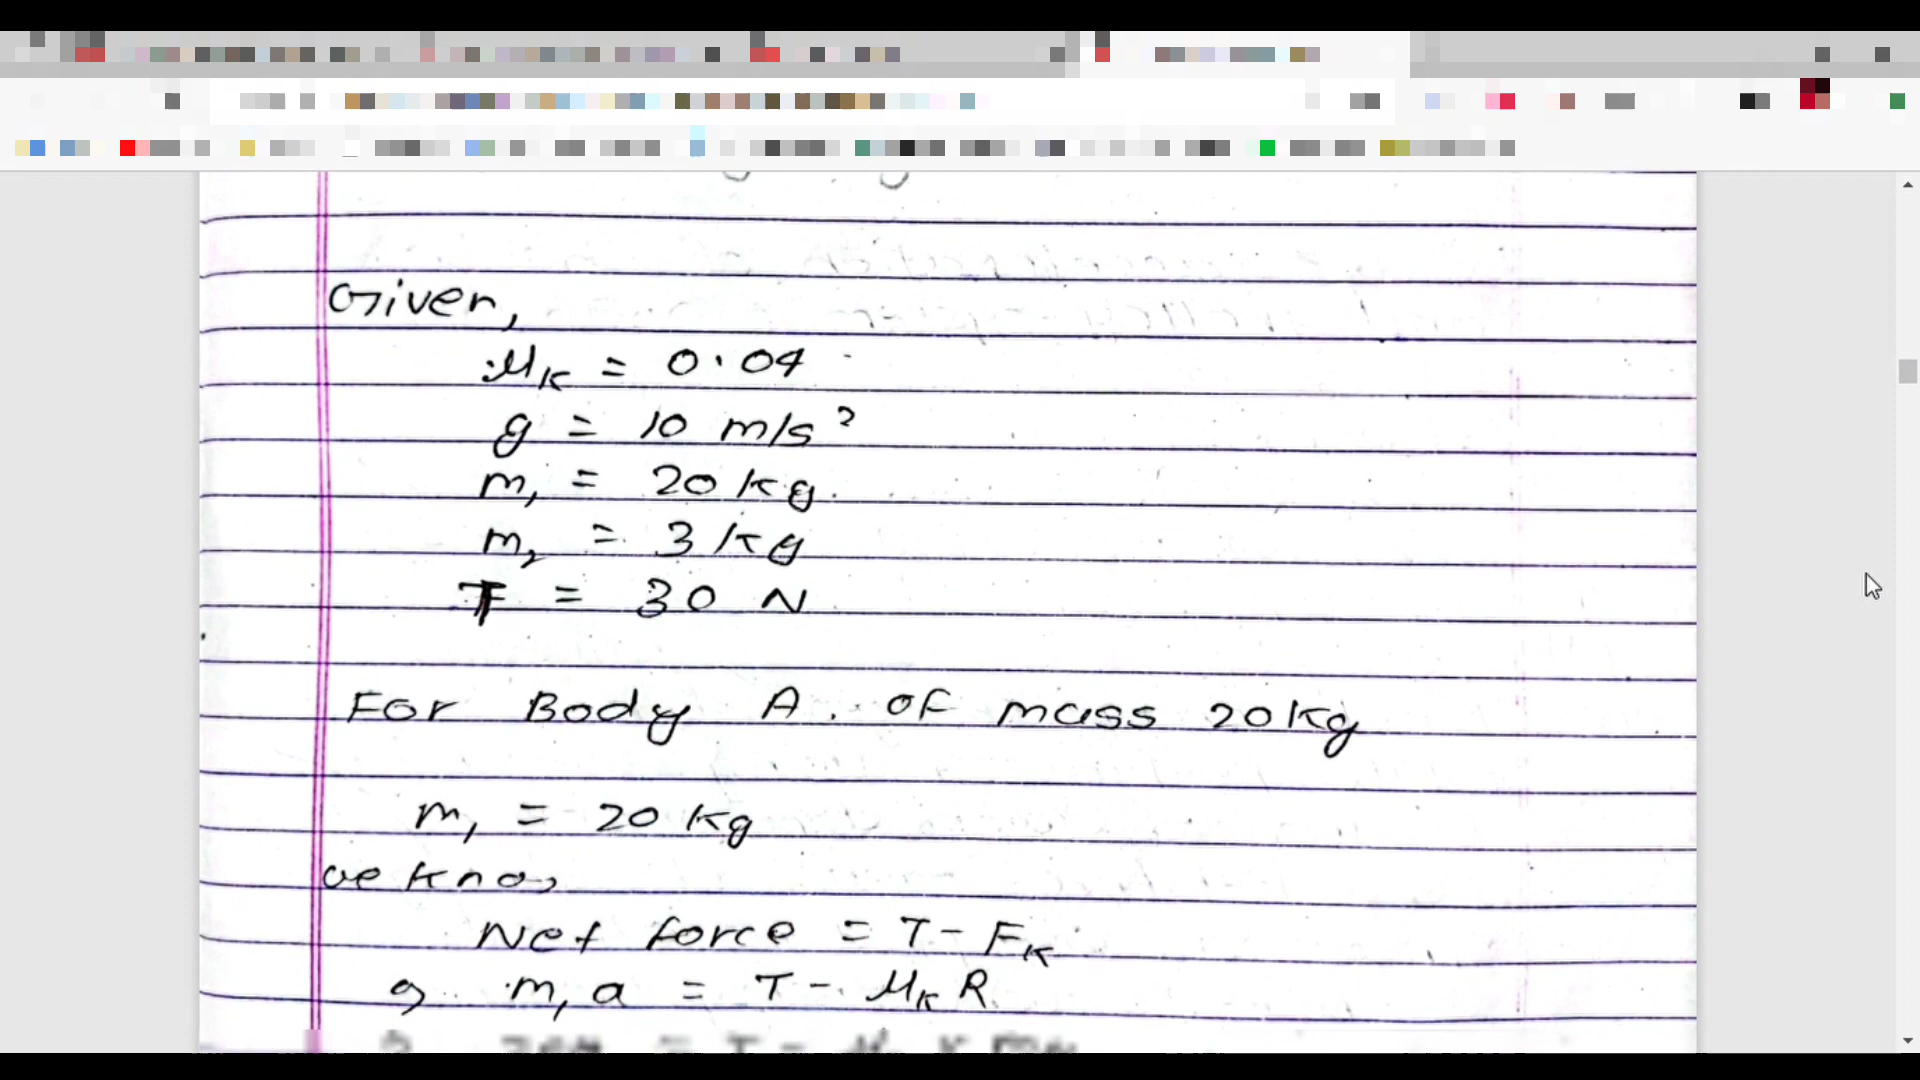 Given,
μK = 0.04
g = 10 m/s²
m₁ = 20 kg.
m₂ = 3 kg
= 30 N
For Body A. of mass 20kg
m₁ = 20 kg
we know
Net force = T - FK
m₁a = T - μK R